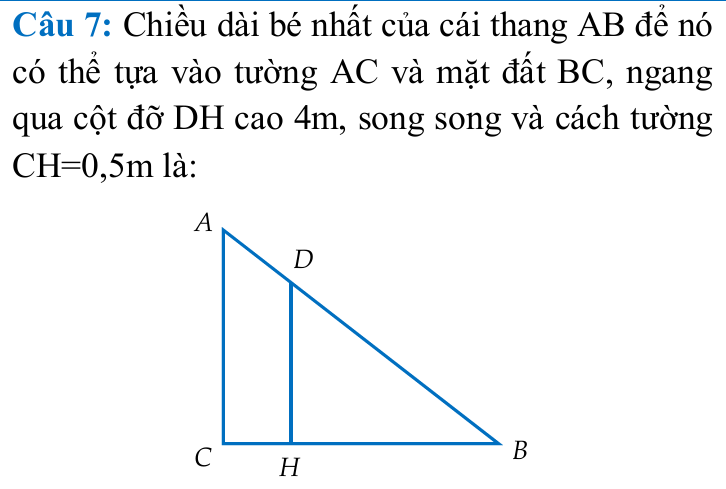 Câu 7: Chiều dài bé nhất của cái thang AB để nó
có thể tựa vào tường AC và mặt đất BC, ngang
qua cột đỡ DH cao 4m, song song và cách tường
CH=0,5m là:
A
D
C
H
B